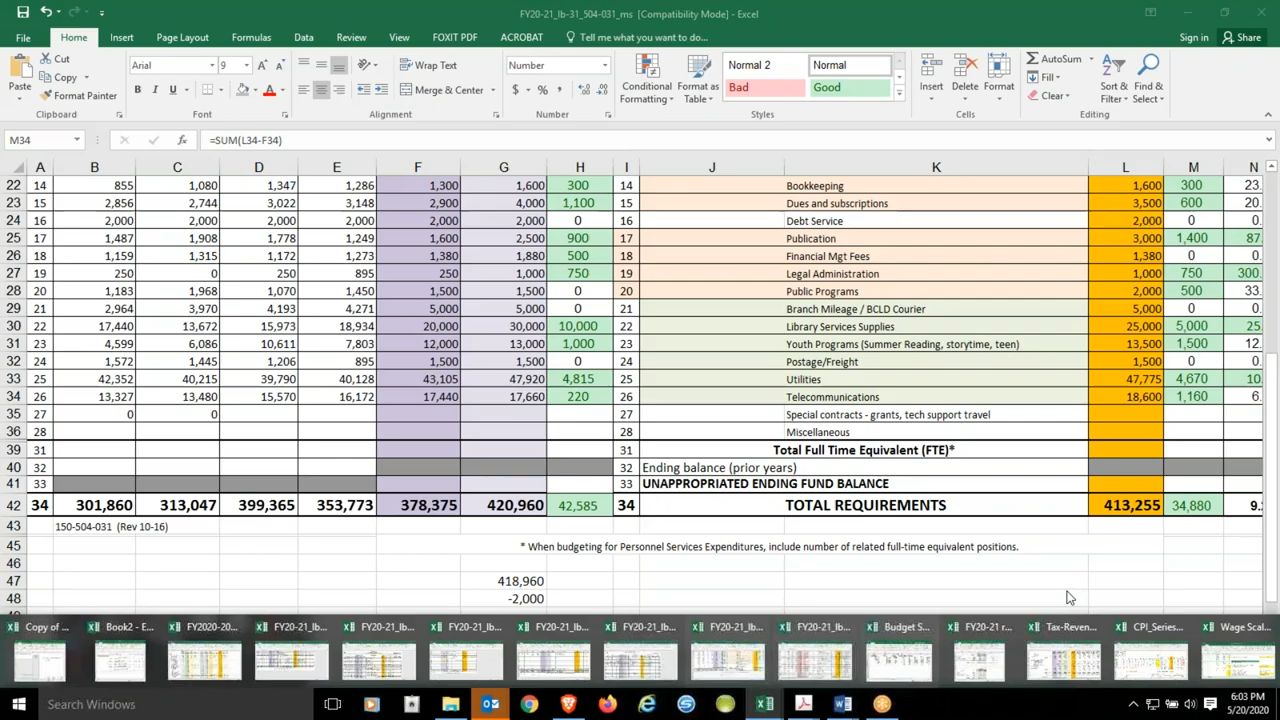 FY20-21_lb-31_504-031_ms [Compatibility Mode] - Excel
File Home Insert Page Layout Formulas Data Review View FOXIT PDF ACROBAT Tell me what you want to do... Sign in Share
Paste Cut Copy Format Painter Clipboard
Arial 9 B I U A Font
Wrap Text Merge & Center Alignment
Number $ % , Number
Conditional Formatting Format as Table Normal 2 Normal Bad Good Styles
Insert Delete Format Cells
AutoSum Fill Clear Sort & Filter Find & Select Editing
M34 fx =SUM(L34-F34)
A B C D E F G H I J K L M N
22 14 855 1,080 1,347 1,286 1,300 1,600 300 14 Bookkeeping 1,600 300 23.
23 15 2,856 2,744 3,022 3,148 2,900 4,000 1,100 15 Dues and subscriptions 3,500 600 20.
24 16 2,000 2,000 2,000 2,000 2,000 2,000 0 16 Debt Service 2,000 0 0.
25 17 1,487 1,908 1,778 1,249 1,600 2,500 900 17 Publication 3,000 1,400 87.
26 18 1,159 1,315 1,172 1,273 1,380 1,880 500 18 Financial Mgt Fees 1,380 0 0.
27 19 250 0 250 895 250 1,000 750 19 Legal Administration 1,000 750 300.
28 20 1,183 1,968 1,070 1,450 1,500 1,500 0 20 Public Programs 2,000 500 33.
29 21 2,964 3,970 4,193 4,271 5,000 5,000 0 21 Branch Mileage / BCLD Courier 5,000 0 0.
30 22 17,440 13,672 15,973 18,934 20,000 30,000 10,000 22 Library Services Supplies 25,000 5,000 25.
31 23 4,599 6,086 10,611 7,803 12,000 13,000 1,000 23 Youth Programs (Summer Reading, storytime, teen) 13,500 1,500 12.
32 24 1,572 1,445 1,206 895 1,500 1,500 0 24 Postage/Freight 1,500 0 0.
33 25 42,352 40,215 39,790 40,128 43,105 47,920 4,815 25 Utilities 47,775 4,670 10.
34 26 13,327 13,480 15,570 16,172 17,440 17,660 220 26 Telecommunications 18,600 1,160 6.
35 27 0 0 27 Special contracts - grants, tech support travel
36 28 28 Miscellaneous
39 31 31 Total Full Time Equivalent (FTE)*
40 32 32 Ending balance (prior years)
41 33 33 UNAPPROPRIATED ENDING FUND BALANCE
42 34 301,860 313,047 399,365 353,773 378,375 420,960 42,585 34 TOTAL REQUIREMENTS 413,255 34,880 9.
43 150-504-031 (Rev 10-16)
45 * When budgeting for Personnel Services Expenditures, include number of related full-time equivalent positions.
46
47 418,960
48 -2,000
Copy of ... Book2 - E... FY2020-20... FY20-21_lb... FY20-21_lb... FY20-21_lb... FY20-21_lb... FY20-21_lb... FY20-21_lb... FY20-21_lb... Budget S... FY20-21 r... Tax-Reven... CPI_Series... Wage Scal...
Search Windows
6:03 PM
5/20/2020